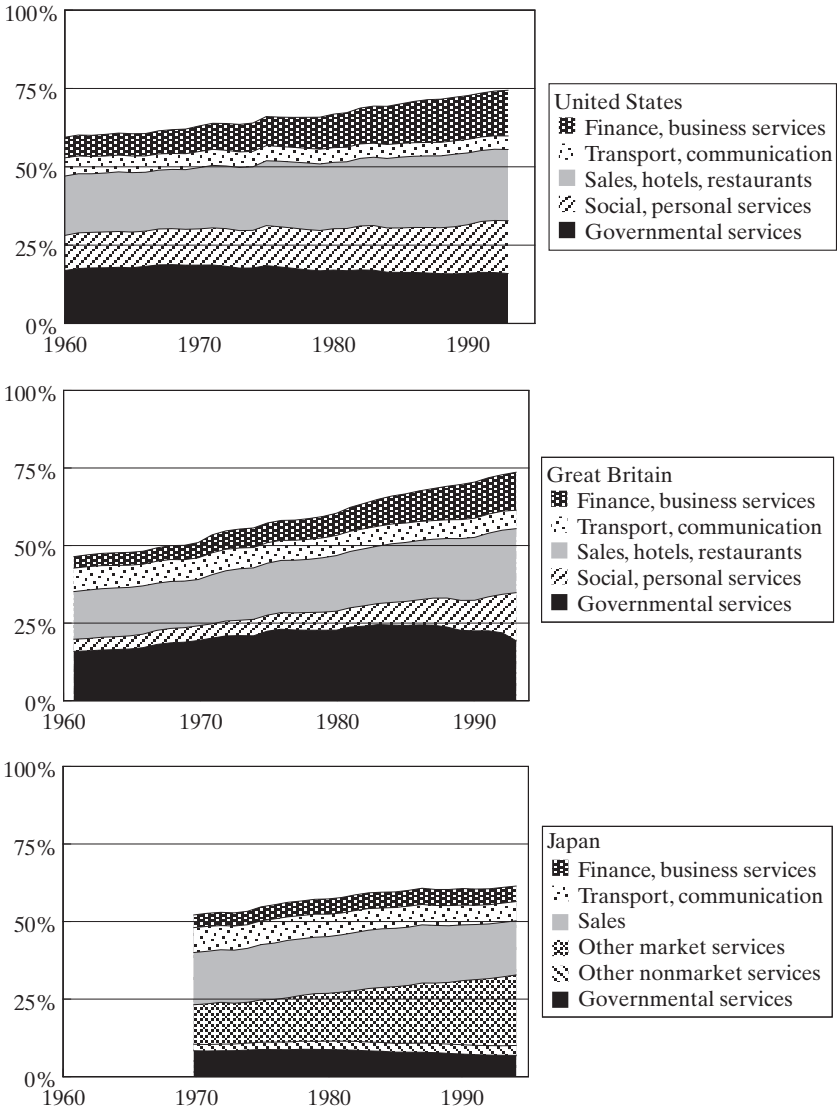 100%
75%
50%
25%
0%
1960 1970 1980 1990
United States
Finance, business services
Transport, communication
Sales, hotels, restaurants
Social, personal services
Governmental services
100%
75%
50%
25%
0%
1960 1970 1980 1990
Great Britain
Finance, business services
Transport, communication
Sales, hotels, restaurants
Social, personal services
Governmental services
100%
75%
50%
25%
0%
1960 1970 1980 1990
Japan
Finance, business services
Transport, communication
Sales
Other market services
Other nonmarket services
Governmental services